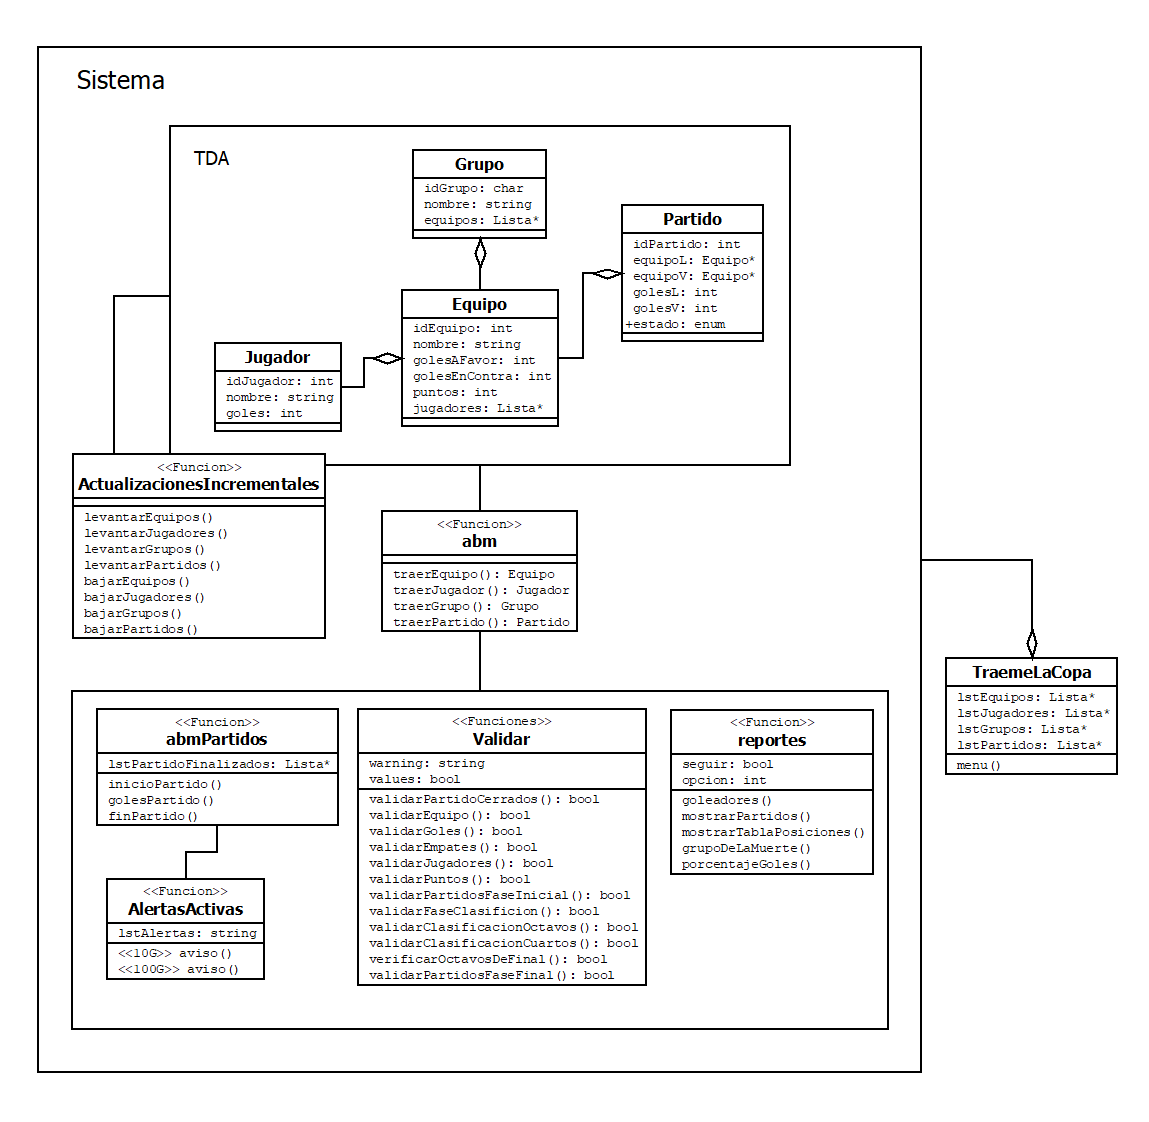 Sistema
TDA
Grupo
idGrupo: char
nombre: string
equipos: Lista*
Partido
idPartido: int
equipoL: Equipo*
equipoV: Equipo*
golesL: int
golesV: int
+estado: enum
Equipo
idEquipo: int
nombre: string
golesAFavor: int
golesEnContra: int
puntos: int
jugadores: Lista*
Jugador
idJugador: int
nombre: string
goles: int
<<Funcion>>
ActualizacionesIncrementales
levantarEquipos()
levantarJugadores()
levantarGrupos()
levantarPartidos()
bajarEquipos()
bajarJugadores()
bajarGrupos()
bajarPartidos()
<<Funcion>>
abm
traerEquipo(): Equipo
traerJugador(): Jugador
traerGrupo(): Grupo
traerPartido(): Partido
TraemeLaCopa
lstEquipos: Lista*
lstJugadores: Lista*
lstGrupos: Lista*
lstPartidos: Lista*
menu()
<<Funcion>>
abmPartidos
lstPartidoFinalizados: Lista*
inicioPartido()
golesPartido()
finPartido()
<<Funcion>>
AlertasActivas
lstAlertas: string
<<10G>> aviso()
<<100G>> aviso()
<<Funciones>>
Validar
warning: string
values: bool
validarPartidoCerrados(): bool
validarEquipo(): bool
validarGoles(): bool
validarEmpates(): bool
validarJugadores(): bool
validarPuntos(): bool
validarPartidosFaseInicial(): bool
validarFaseClasificion(): bool
validarClasificacionOctavos(): bool
validarClasificacionCuartos(): bool
verificarOctavosDeFinal(): bool
validarPartidosFaseFinal(): bool
<<Funcion>>
reportes
seguir: bool
opcion: int
goleadores()
mostrarPartidos()
mostrarTablaPosiciones()
grupoDeLaMuerte()
porcentajeGoles()